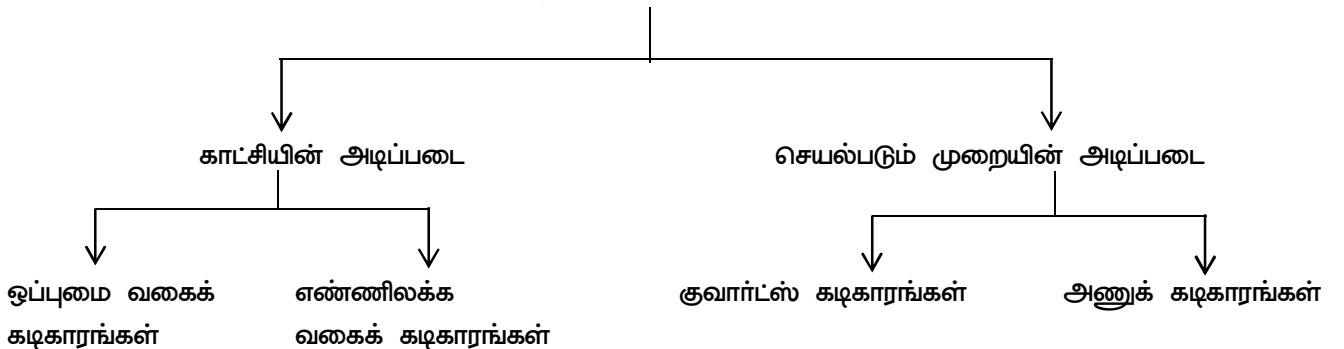 காட்சியின் அடிப்படை
செயல்படும் முறையின் அடிப்படை
ஒப்புமை வகைக்
கடிகாரங்கள்
எண்ணிலக்க
வகைக் கடிகாரங்கள்
குவார்ட்ஸ் கடிகாரங்கள்
அணுக் கடிகாரங்கள்